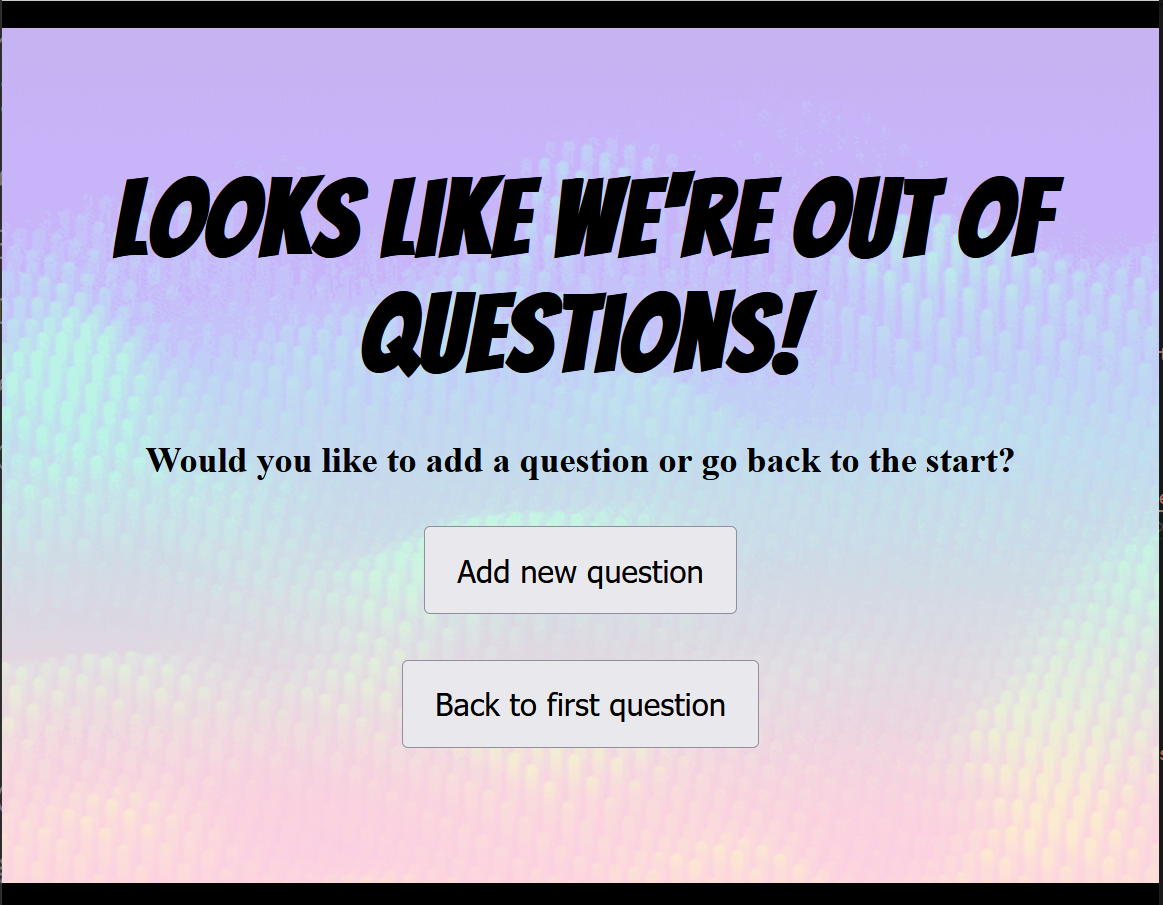 LOOKS LIKE WE'RE OUT OF
QUESTIONS!
Would you like to add a question or go back to the start?
Add new question
Back to first question